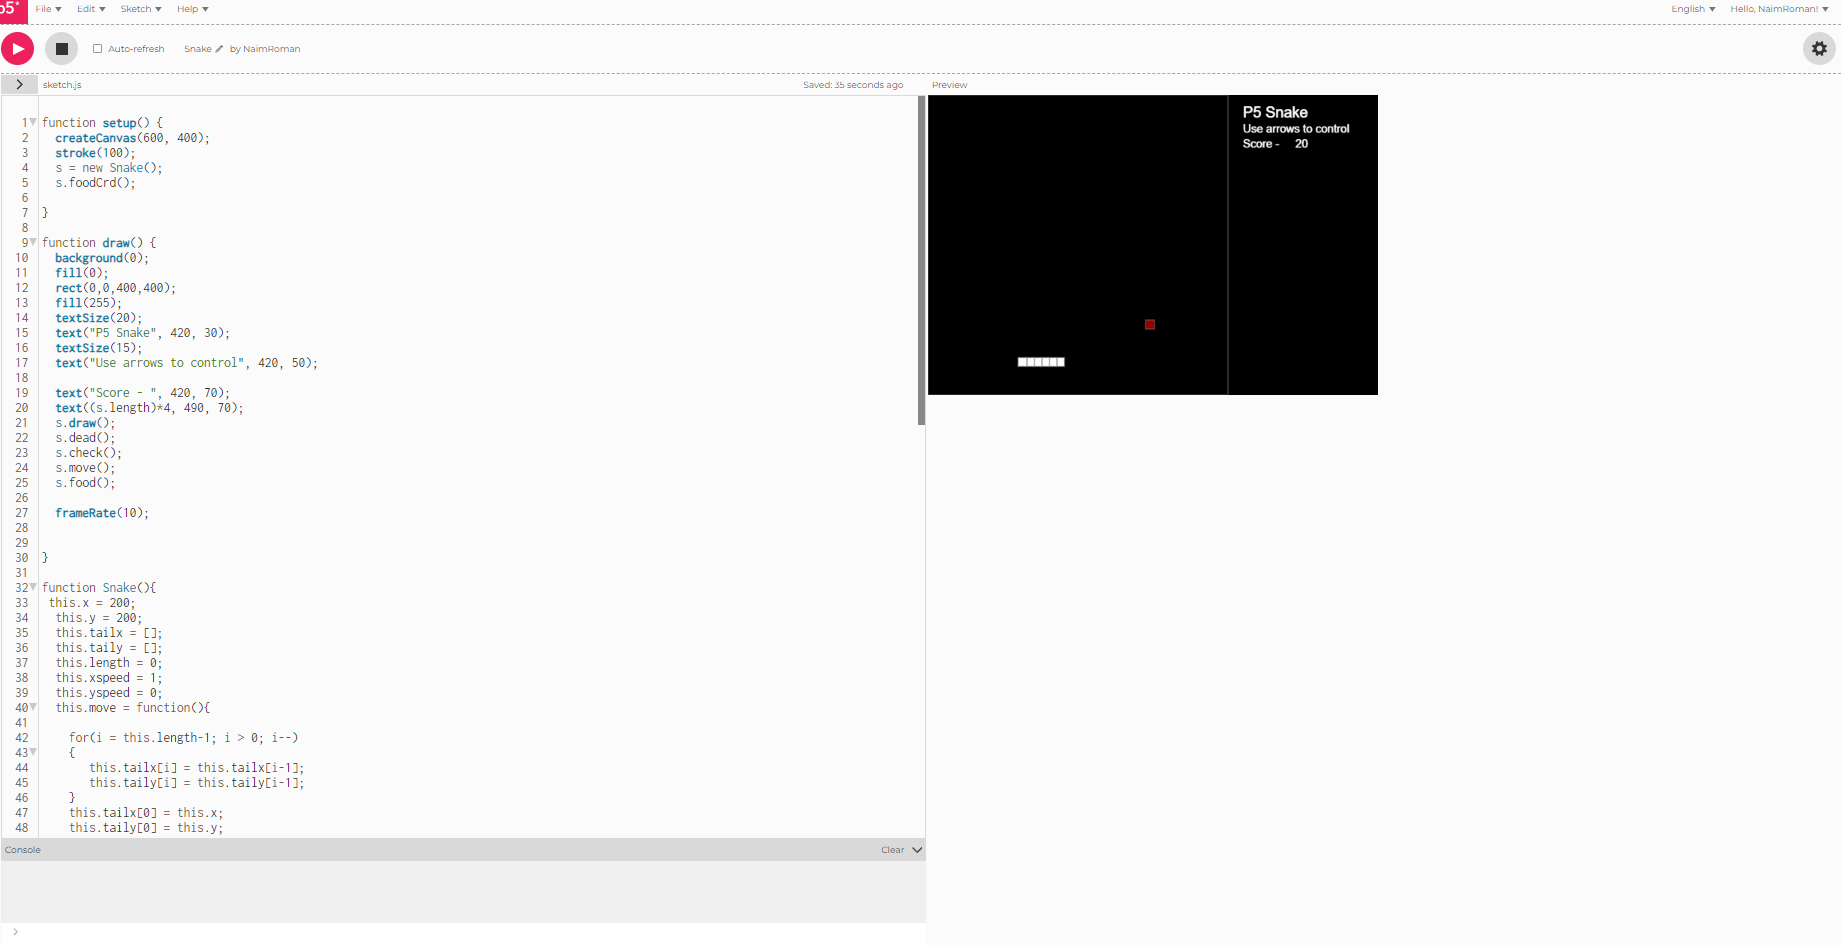 p5*
File Edit Sketch Help English Hello, NaimRoman!
Auto-refresh Snake by NaimRoman
sketch.js Saved: 35 seconds ago Preview
1 function setup() {
2 createCanvas(600, 400);
3 stroke(100);
4 s = new Snake();
5 s.foodCrd();
6
7 }
8
9 function draw() {
10 background(0);
11 fill(0);
12 rect(0,0,400,400);
13 fill(255);
14 textSize(20);
15 text("P5 Snake", 420, 30);
16 textSize(15);
17 text("Use arrows to control", 420, 50);
18
19 text("Score - ", 420, 70);
20 text((s.length)*4, 490, 70);
21 s.draw();
22 s.dead();
23 s.check();
24 s.move();
25 s.food();
26
27 frameRate(10);
28
29
30 }
31
32 function Snake(){
33 this.x = 200;
34 this.y = 200;
35 this.tailx = [];
36 this.taily = [];
37 this.length = 0;
38 this.xspeed = 1;
39 this.yspeed = 0;
40 this.move = function(){
41
42 for(i = this.length-1; i > 0; i--)
43 {
44 this.tailx[i] = this.tailx[i-1];
45 this.taily[i] = this.taily[i-1];
46 }
47 this.tailx[0] = this.x;
48 this.taily[0] = this.y;
Console Clear
>
P5 Snake
Use arrows to control
Score - 20